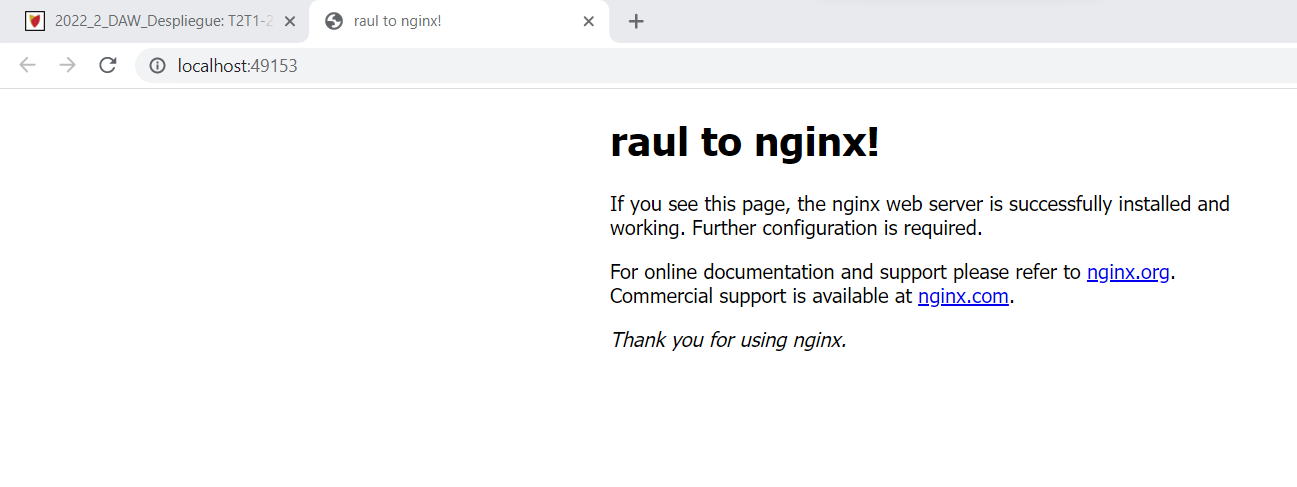 2022_2_DAW_Despliegue: T2T1-2
raul to nginx!
localhost:49153
raul to nginx!
If you see this page, the nginx web server is successfully installed and
working. Further configuration is required.
For online documentation and support please refer to nginx.org.
Commercial support is available at nginx.com.
Thank you for using nginx.